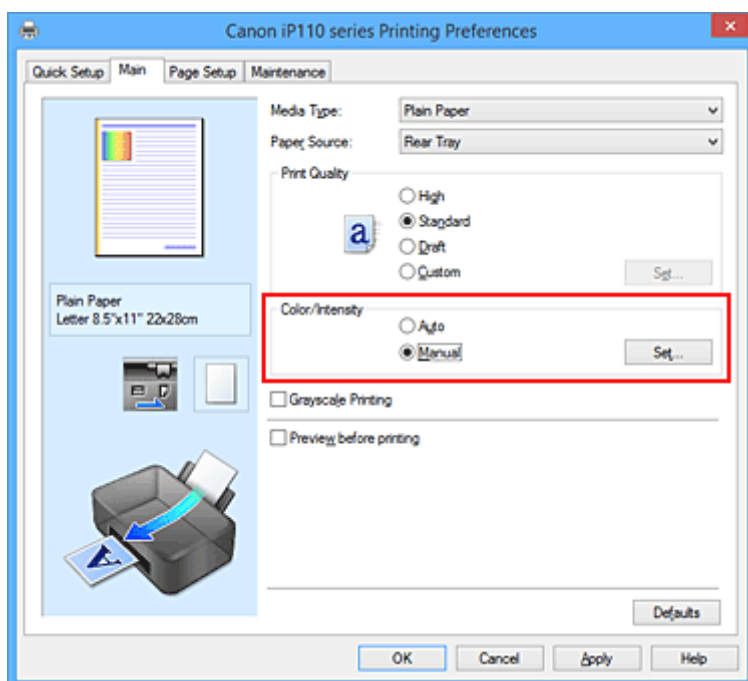 Canon iP110 series Printing Preferences
Quick Setup Main Page Setup Maintenance
Media Type: Plain Paper
Paper Source: Rear Tray
Print Quality
High
a Standard
Draft
Custom Set...
Plain Paper
Letter 8.5"x11" 22x28cm
Color/Intensity
Auto
Manual Set...
Grayscale Printing
Preview before printing
A
Defaults
OK Cancel Apply Help